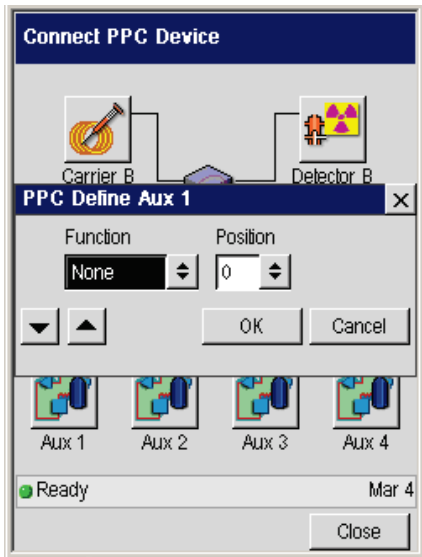 Connect PPC Device
Carrier B Detector B
PPC Define Aux 1
Function Position
None 0
OK Cancel
Aux 1 Aux 2 Aux 3 Aux 4
Ready Mar 4
Close